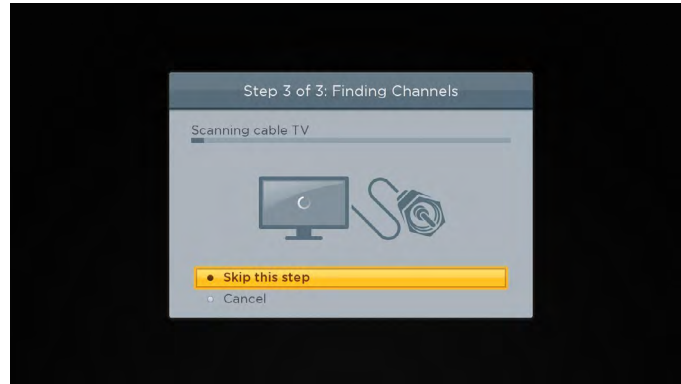 Step 3 of 3: Finding Channels
Scanning cable TV
Skip this step
Cancel